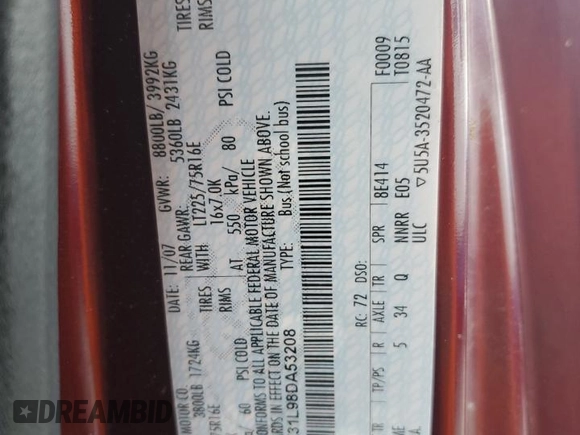 MOTOR CO. DATE: 11/07 GVWR: 8800LB/ 3992KG
3800LB 1724KG REAR GAWR: 5360LB 2431KG
75R16E TIRES WITH LT225/75R16E TIRES
RIMS 16x7.0K RIMS
60 PSI COLD AT 550 kPa/ 80 PSI COLD
CONFORMS TO ALL APPLICABLE FEDERAL MOTOR VEHICLE
IN EFFECT ON THE DATE OF MANUFACTURE SHOWN ABOVE.
31L98DA53208 TYPE: Bus (Not school bus)
F0009
T0815
RC: 72 DSO:
TP/PS R AXLE TR SPR 8E414
5 34 Q NNRR E05
ULC ▽5U5A-3520472-AA
DREAMBID